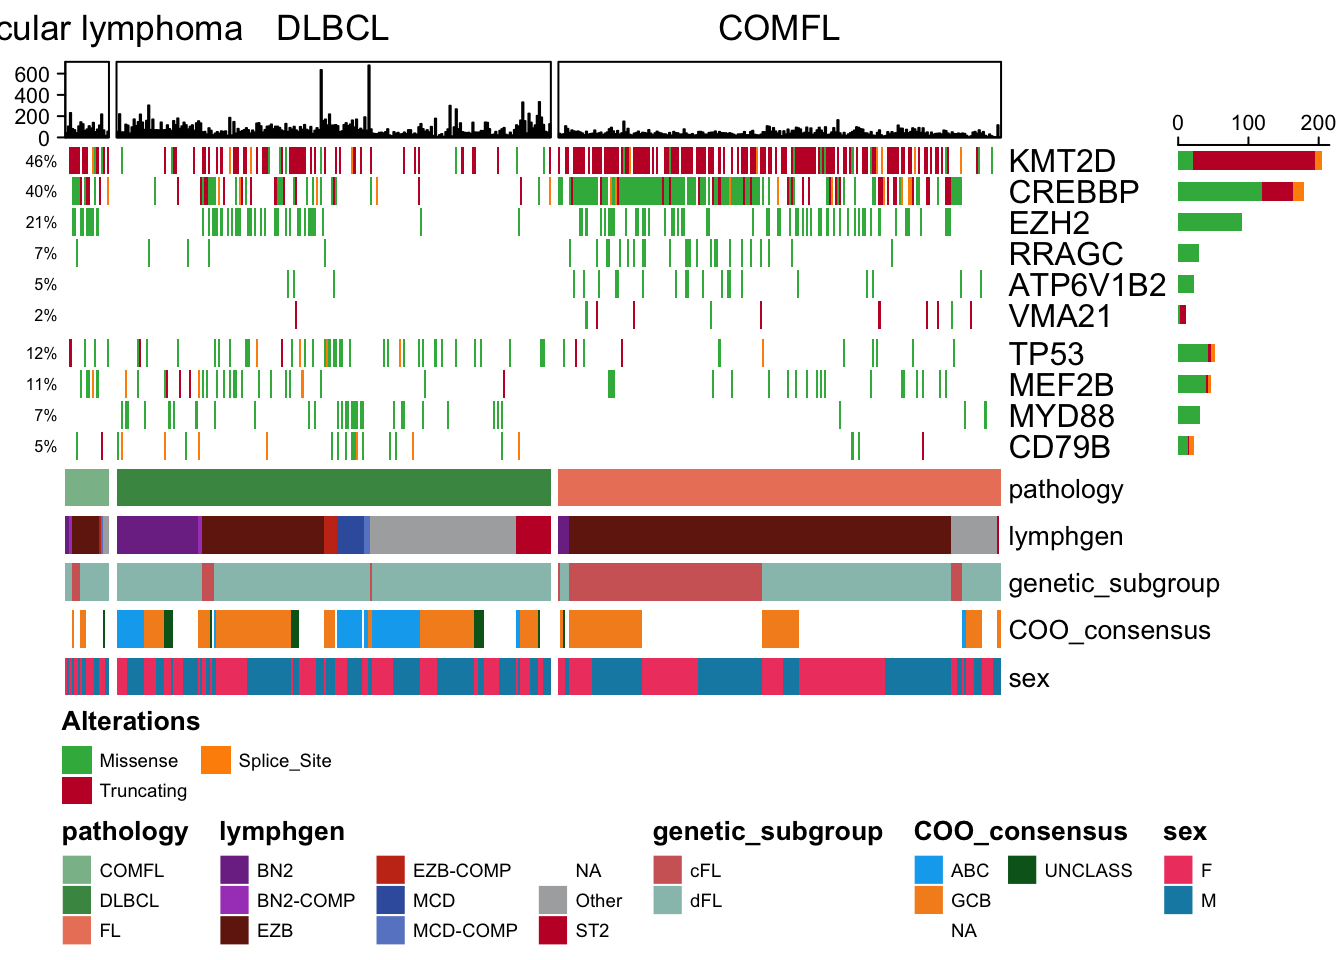 cular lymphoma DLBCL COMFL
600
400
200
0
0 100 200
46% KMT2D
40% CREBBP
21% EZH2
7% RRAGC
5% ATP6V1B2
2% VMA21
12% TP53
11% MEF2B
7% MYD88
5% CD79B
pathology
lymphgen
genetic_subgroup
COO_consensus
sex
Alterations
Missense Splice_Site
Truncating
pathology lymphgen genetic_subgroup COO_consensus sex
COMFL BN2 EZB-COMP NA cFL ABC UNCLASS F
DLBCL BN2-COMP MCD Other dFL GCB M
FL EZB MCD-COMP ST2 NA